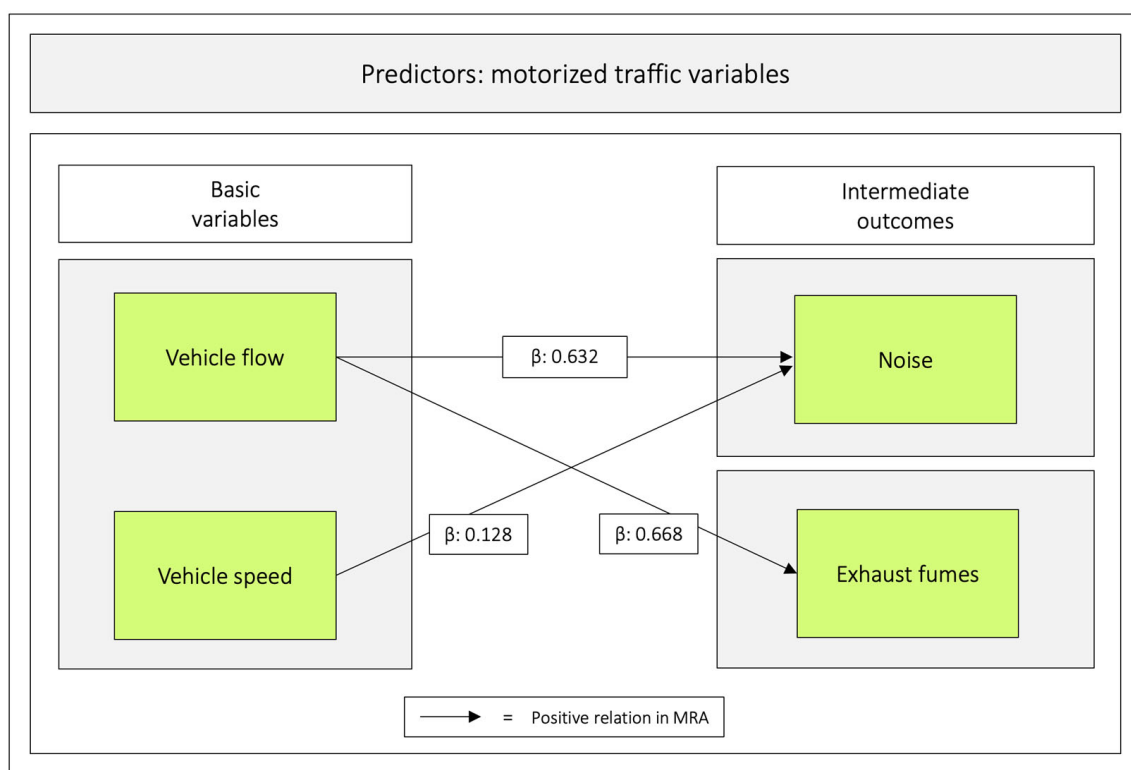 Predictors: motorized traffic variables
Basic
variables
Intermediate
outcomes
Vehicle flow
β: 0.632
Noise
β: 0.128
β: 0.668
Vehicle speed
Exhaust fumes
= Positive relation in MRA